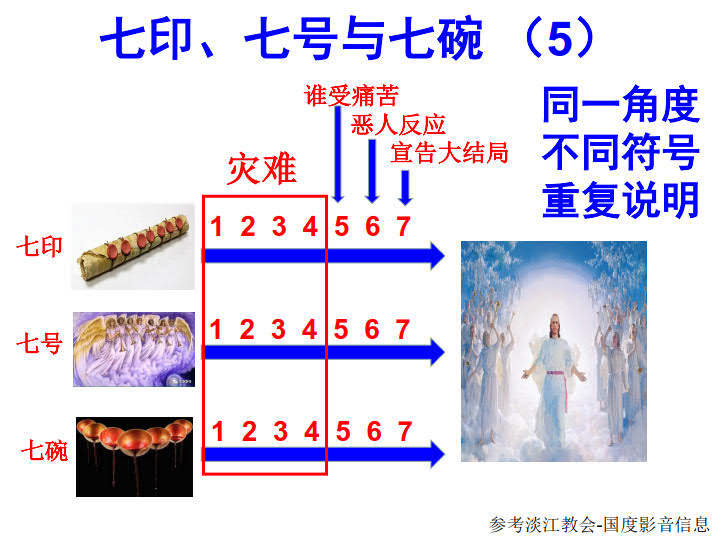 七印、七号与七碗 （5）
谁受痛苦
恶人反应
宣告大结局
同一角度
不同符号
重复说明
灾难
七印
1 2 3 4 5 6 7
七号
1 2 3 4 5 6 7
七碗
1 2 3 4 5 6 7
参考淡江教会-国度影音信息